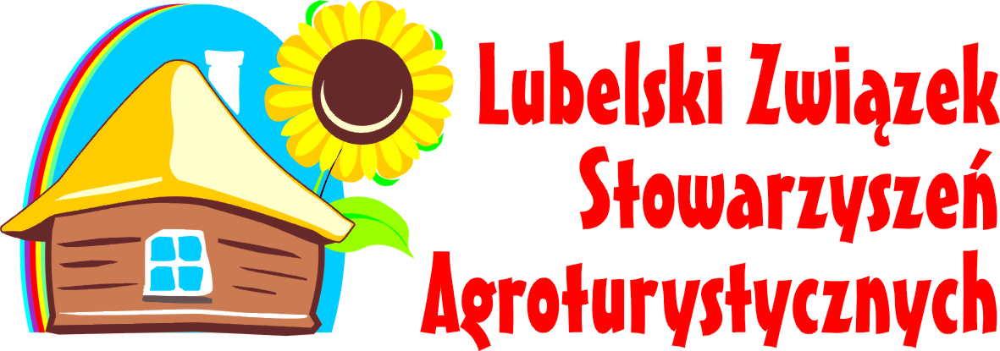 Lubelski Związek
Stowarzyszeń
Agroturystycznych